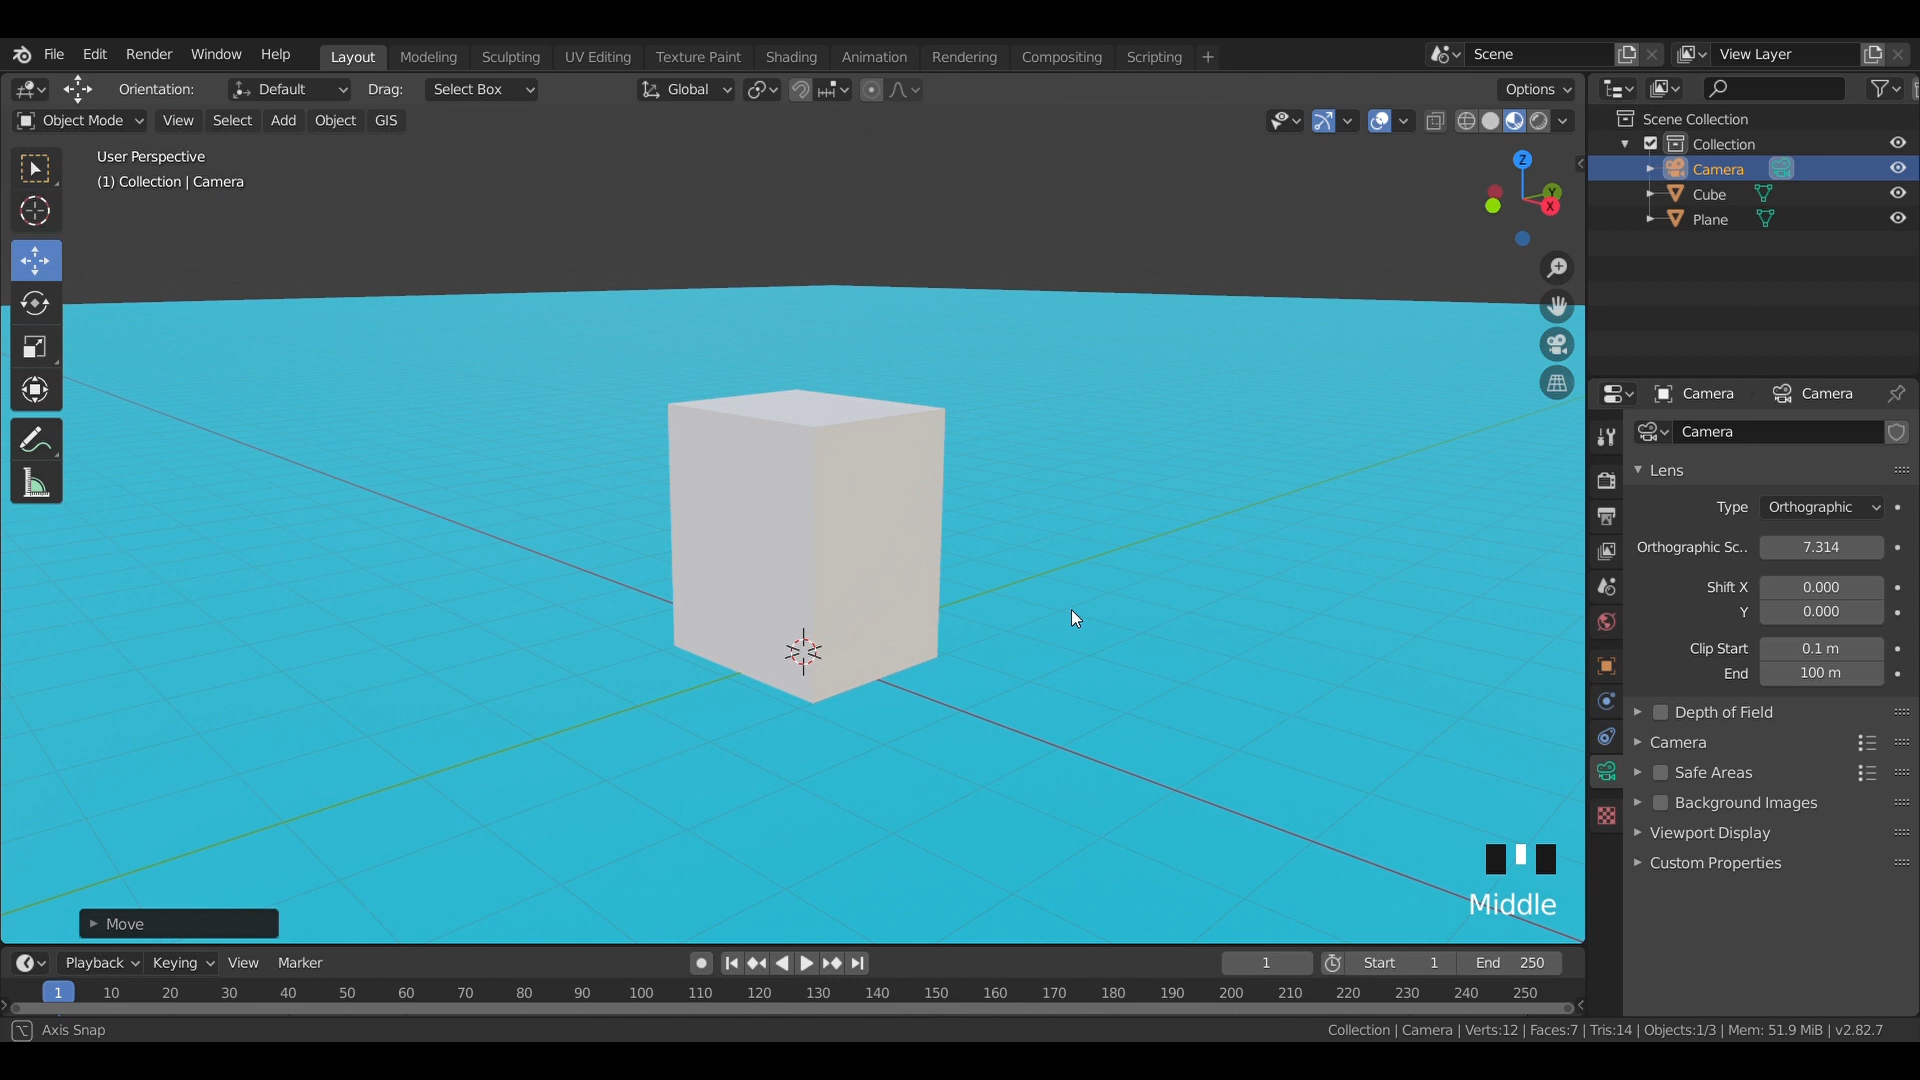 File Edit Render Window Help Layout Modeling Sculpting UV Editing Texture Paint Shading Animation Rendering Compositing Scripting + Scene View Layer
Orientation: Default Drag: Select Box Global Options
Object Mode View Select Add Object GIS
User Perspective
(1) Collection | Camera
Z
Y
X
Scene Collection
Collection
Camera
Cube
Plane
Camera Camera
Camera
Lens
Type Orthographic
Orthographic Sc.. 7.314
Shift X 0.000
Y 0.000
Clip Start 0.1 m
End 100 m
Depth of Field
Camera
Safe Areas
Background Images
Viewport Display
Custom Properties
Middle
Move
Playback Keying View Marker 1 Start 1 End 250
1 10 20 30 40 50 60 70 80 90 100 110 120 130 140 150 160 170 180 190 200 210 220 230 240 250
Axis Snap
Collection | Camera | Verts:12 | Faces:7 | Tris:14 | Objects:1/3 | Mem: 51.9 MiB | v2.82.7